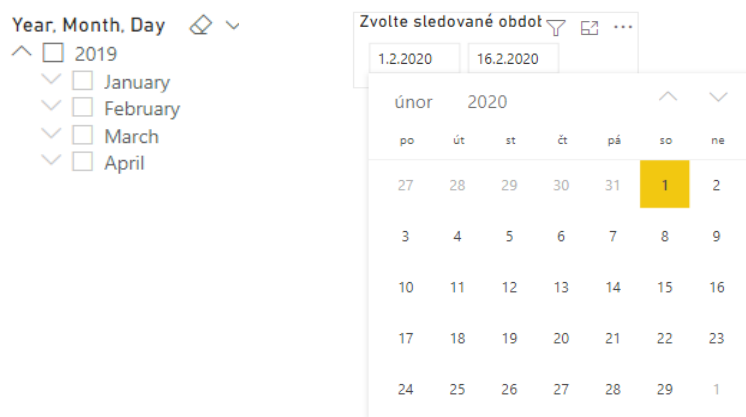 Year, Month, Day
2019
January
February
March
April
Zvolte sledované obdob
1.2.2020 16.2.2020
únor 2020
po út st čt pá so ne
27 28 29 30 31 1 2
3 4 5 6 7 8 9
10 11 12 13 14 15 16
17 18 19 20 21 22 23
24 25 26 27 28 29 1